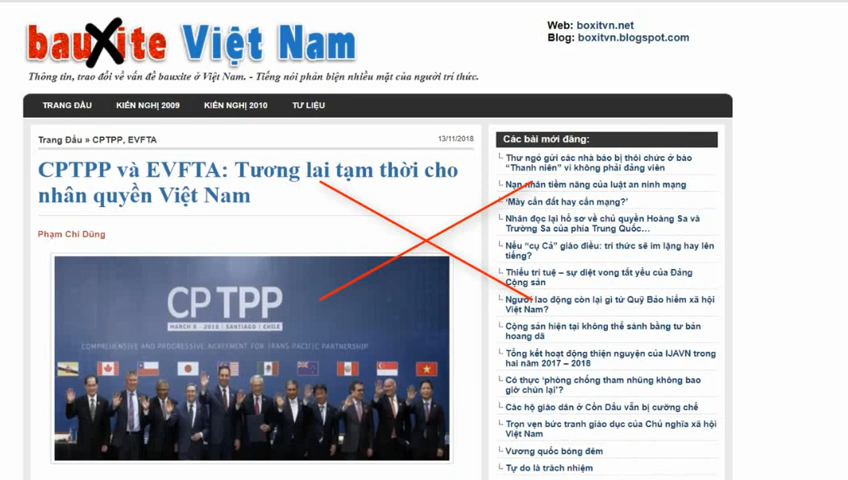 bauXite Việt Nam
Thông tin, trao đổi về vấn đề bauxite ở Việt Nam. - Tiếng nói phản biện nhiều mặt của người trí thức.
Web: boxitvn.net
Blog: boxitvn.blogspot.com
TRANG ĐẦU KIẾN NGHỊ 2009 KIẾN NGHỊ 2010 TƯ LIỆU
Trang Đầu » CPTPP, EVFTA
13/11/2018
CPTPP và EVFTA: Tương lai tạm thời cho
nhân quyền Việt Nam
Phạm Chí Dũng
CPTPP
MARCH 8 - 2018 | SANTIAGO | CHILE
COMPREHENSIVE AND PROGRESSIVE AGREEMENT FOR TRANS PACIFIC PARTNERSHIP
Các bài mới đăng:
Thư ngỏ gửi các nhà báo bị thôi chức ở báo
“Thanh niên” vì không phải đảng viên
Nạn nhân tiềm năng của luật an ninh mạng
‘Mày cần đất hay cần mạng?’
Nhân đọc lại hồ sơ về chủ quyền Hoàng Sa và
Trường Sa của phía Trung Quốc…
Nếu “cụ Cả” giáo điều: trí thức sẽ im lặng hay lên
tiếng?
Thiếu trí tuệ – sự diệt vong tất yếu của Đảng
Cộng sản
Người lao động còn lại gì từ Quỹ Bảo hiểm xã hội
Việt Nam?
Cộng sản hiện tại không thể sánh bằng tư bản
hoang dã
Tổng kết hoạt động thiện nguyện của IJAVN trong
hai năm 2017 – 2018
Có thực ‘phòng chống tham nhũng không bao
giờ chùn lại’?
Các hộ giáo dân ở Cồn Dầu vẫn bị cưỡng chế
Trọn vẹn bức tranh giáo dục của Chủ nghĩa xã hội
Việt Nam
Vương quốc bóng đêm
Tự do là trách nhiệm